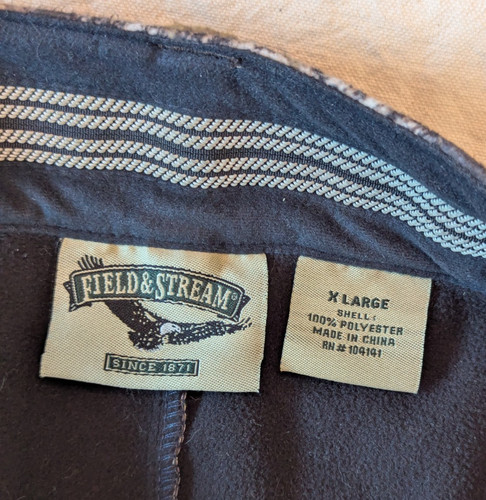 FIELD & STREAM®
SINCE 1871
X LARGE
SHELL:
100% POLYESTER
MADE IN CHINA
RN# 104141